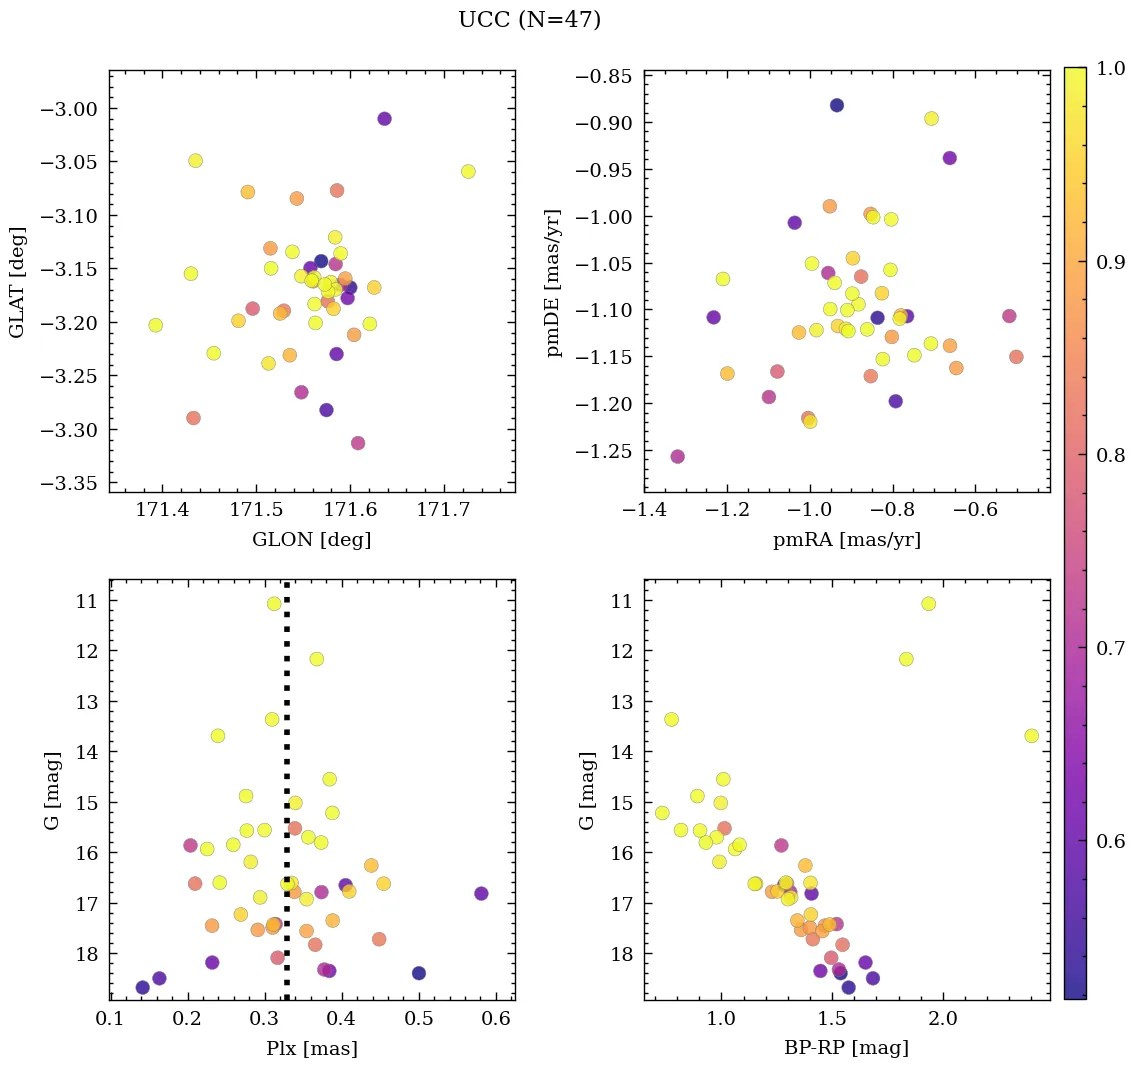 UCC (N=47)
−3.00
−3.05
−3.10
−3.15
−3.20
−3.25
−3.30
−3.35
GLAT [deg]
171.4 171.5 171.6 171.7
GLON [deg]
−0.85
−0.90
−0.95
−1.00
−1.05
−1.10
−1.15
−1.20
−1.25
pmDE [mas/yr]
−1.4 −1.2 −1.0 −0.8 −0.6
pmRA [mas/yr]
1.0
0.9
0.8
0.7
0.6
11
12
13
14
15
16
17
18
G [mag]
0.1 0.2 0.3 0.4 0.5 0.6
Plx [mas]
11
12
13
14
15
16
17
18
G [mag]
1.0 1.5 2.0
BP-RP [mag]